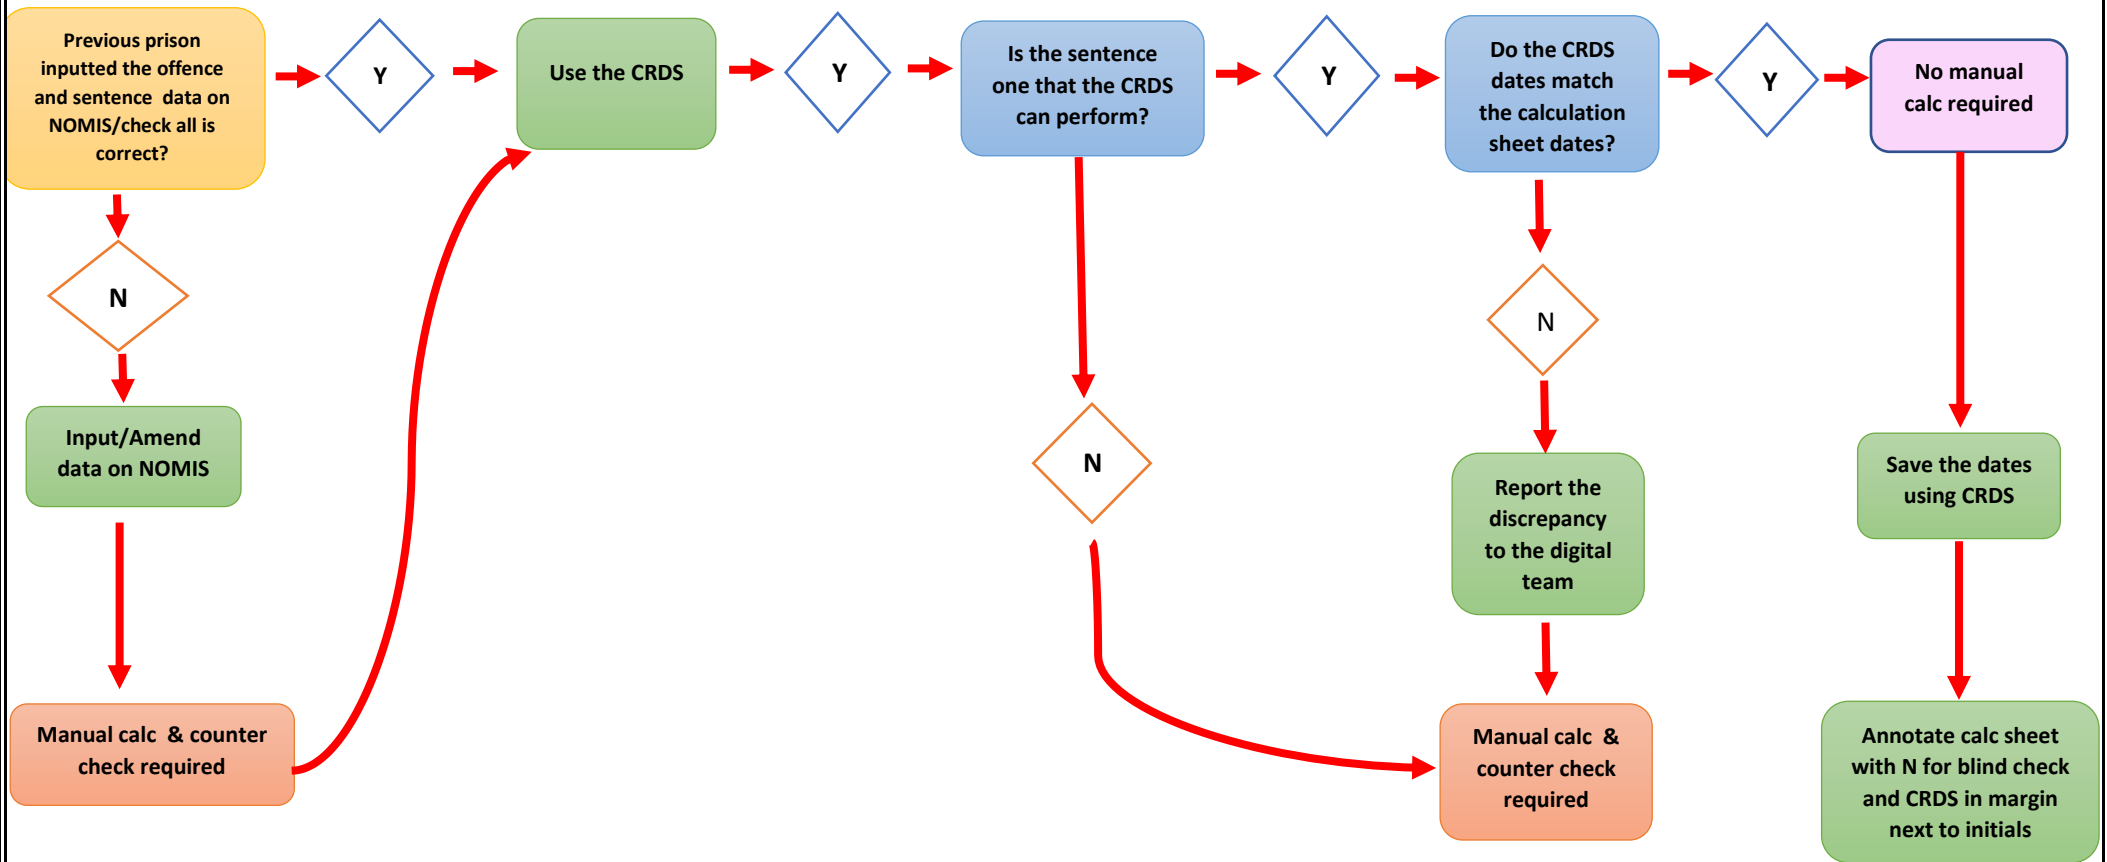 Previous prison
inputted the offence
and sentence data on
NOMIS/check all is
correct?
Y
Use the CRDS
Y
Is the sentence
one that the CRDS
can perform?
Y
Do the CRDS
dates match
the calculation
sheet dates?
Y
No manual
calc required
N
Input/Amend
data on NOMIS
Manual calc & counter
check required
N
N
Report the
discrepancy
to the digital
team
Manual calc &
counter check
required
Save the dates
using CRDS
Annotate calc sheet
with N for blind check
and CRDS in margin
next to initials